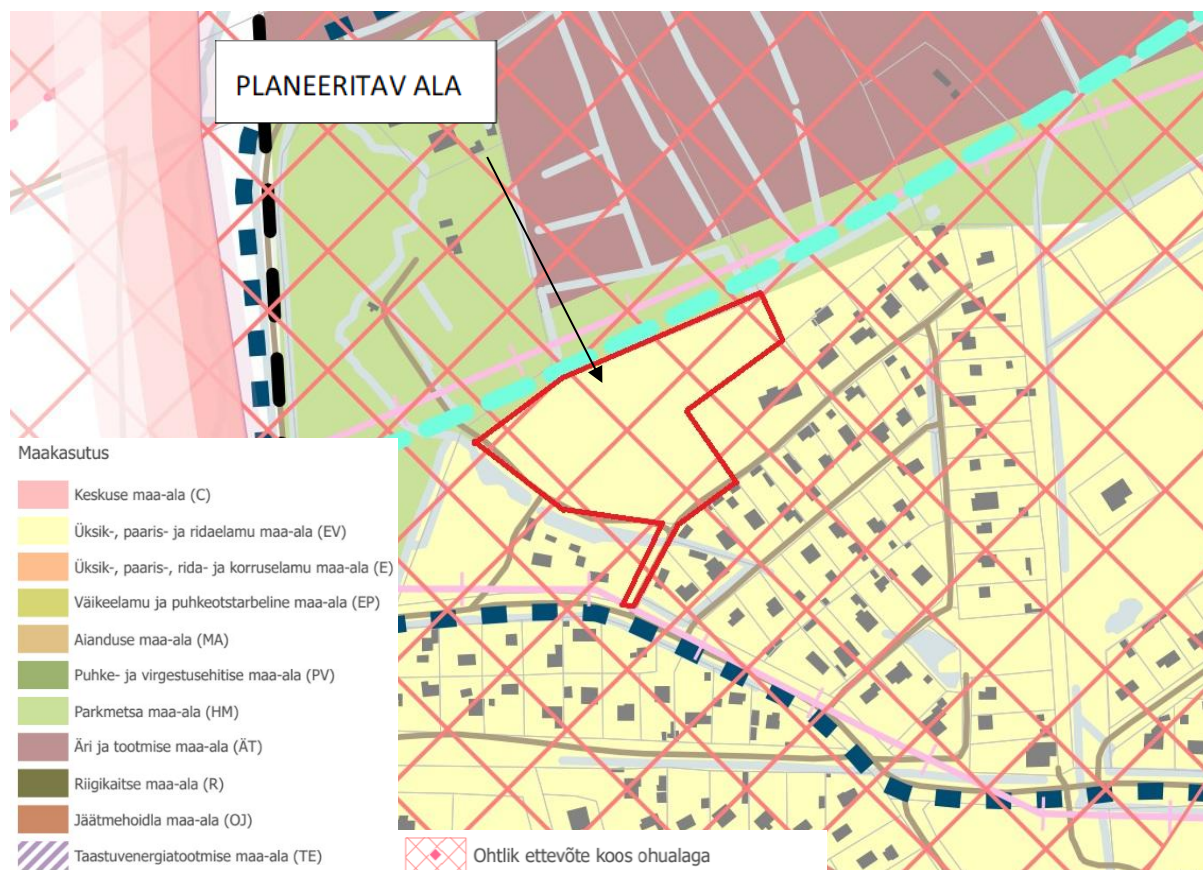 PLANEERITAV ALA
Maakasutus
Keskuse maa-ala (C)
Üksik-, paaris- ja ridaelamu maa-ala (EV)
Üksik-, paaris-, rida- ja korruselamu maa-ala (E)
Väikeelamu ja puhkeotstarbeline maa-ala (EP)
Aianduse maa-ala (MA)
Puhke- ja virgestusehitise maa-ala (PV)
Parkmetsa maa-ala (HM)
Äri ja tootmise maa-ala (ÄT)
Riigikaitse maa-ala (R)
Jäätmehoidla maa-ala (OJ)
Taastuvenergiatootmise maa-ala (TE)
Ohtlik ettevõte koos ohualaga